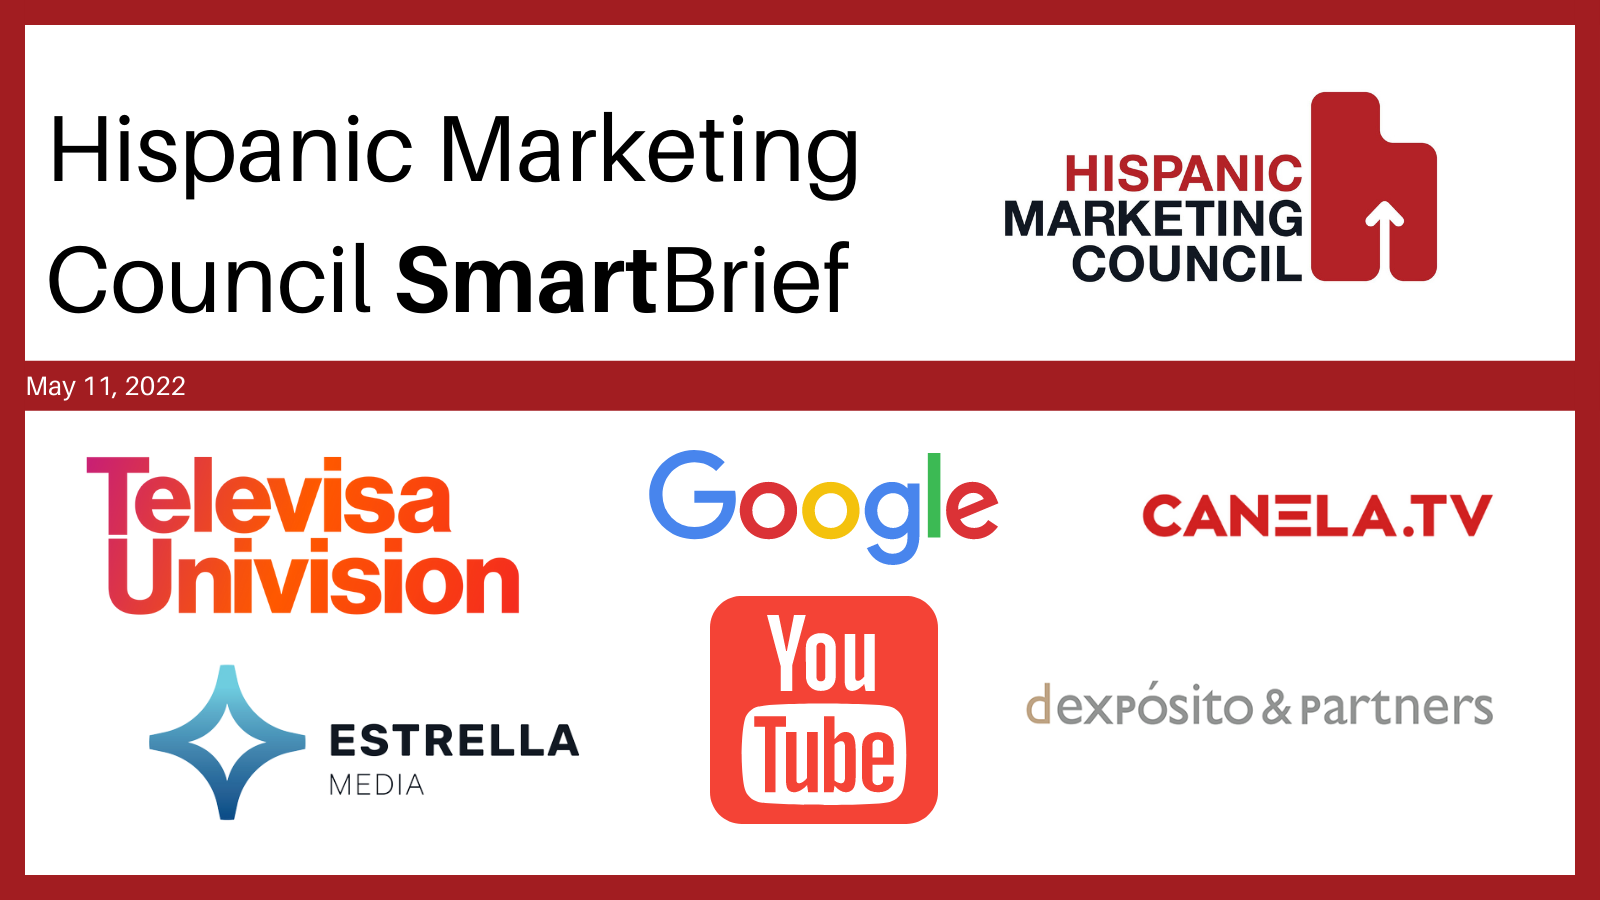 Hispanic Marketing
Council SmartBrief
HISPANIC
MARKETING
COUNCIL
May 11, 2022
Televisa
Univision
Google
CANELA.TV
ESTRELLA
MEDIA
You
Tube
dexpósito & partners